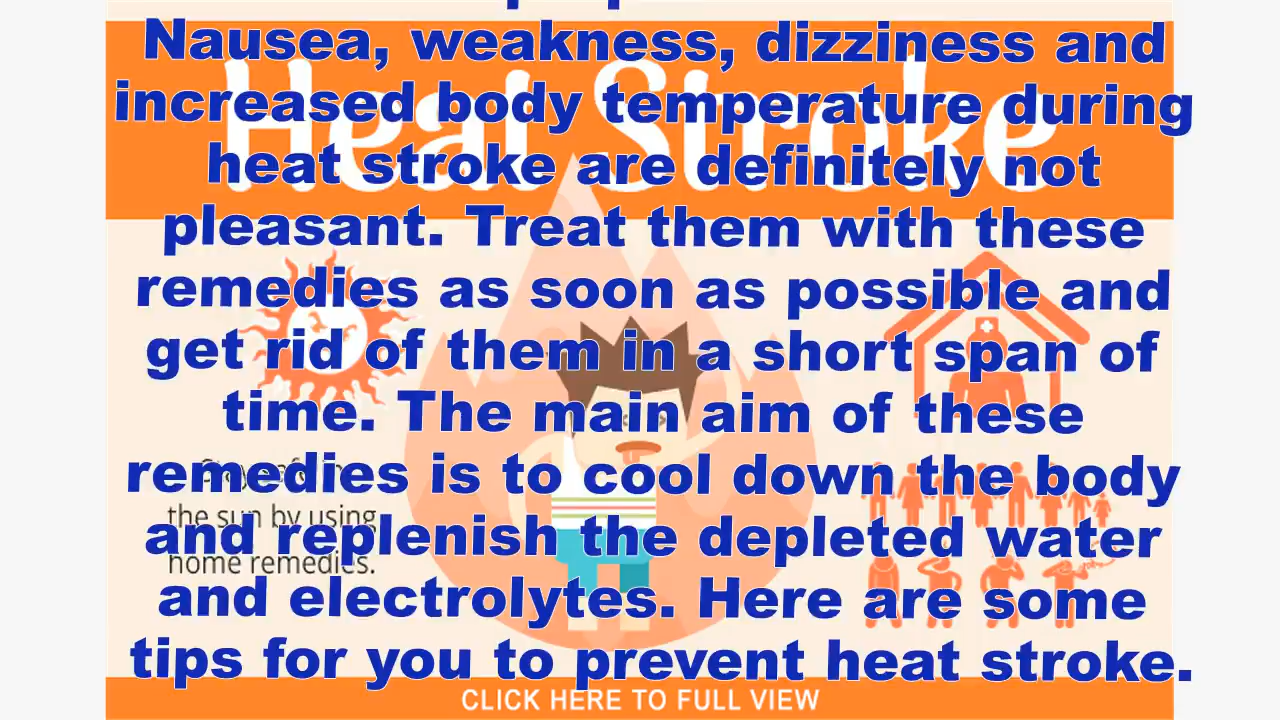 Nausea, weakness, dizziness and
increased body temperature during
heat stroke are definitely not
pleasant. Treat them with these
remedies as soon as possible and
get rid of them in a short span of
time. The main aim of these
remedies is to cool down the body
and replenish the depleted water
and electrolytes. Here are some
tips for you to prevent heat stroke.
Heat Stroke
Stay safe in
the sun by using
home remedies.
CLICK HERE TO FULL VIEW